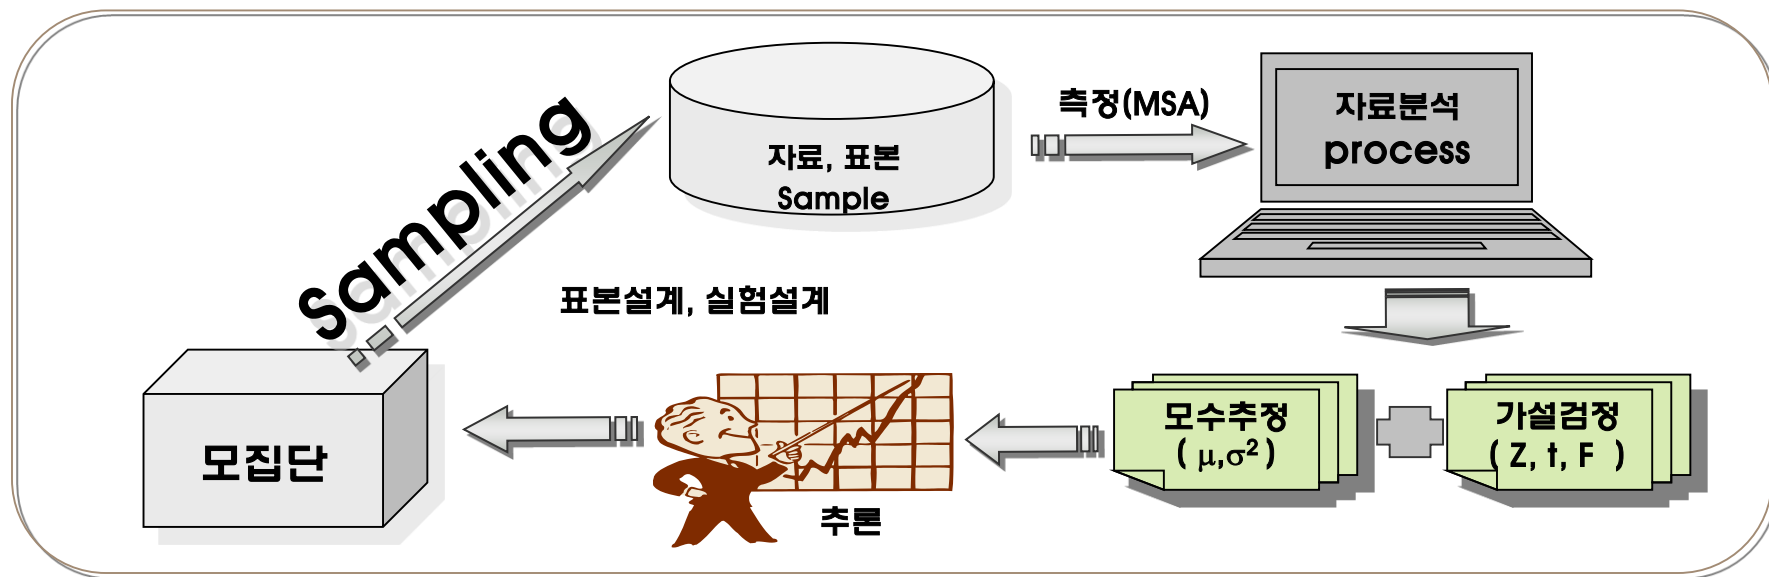 Sampling
자료, 표본
Sample
측정(MSA)
자료분석
process
표본설계, 실험설계
모집단
추론
모수추정
( μ,σ² )
가설검정
( Z, t, F )